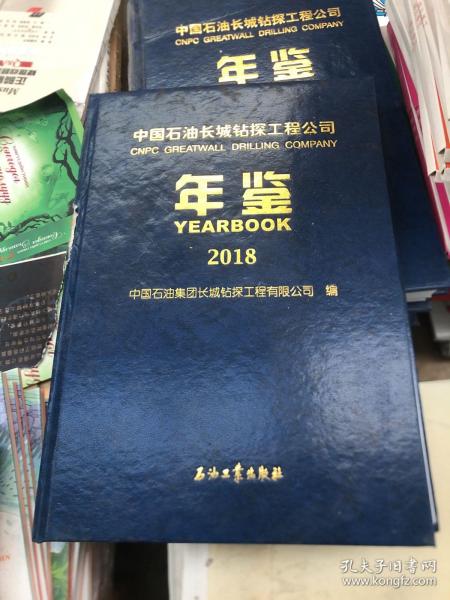 中国石油长城钻探工程公司
CNPC GREATWALL DRILLING COMPANY
年鉴
中国石油长城钻探工程公司
CNPC GREATWALL DRILLING COMPANY
年鉴
YEARBOOK
2018
中国石油集团长城钻探工程有限公司 编
石油工业出版社
孔夫子旧书网
www.kongfz.com